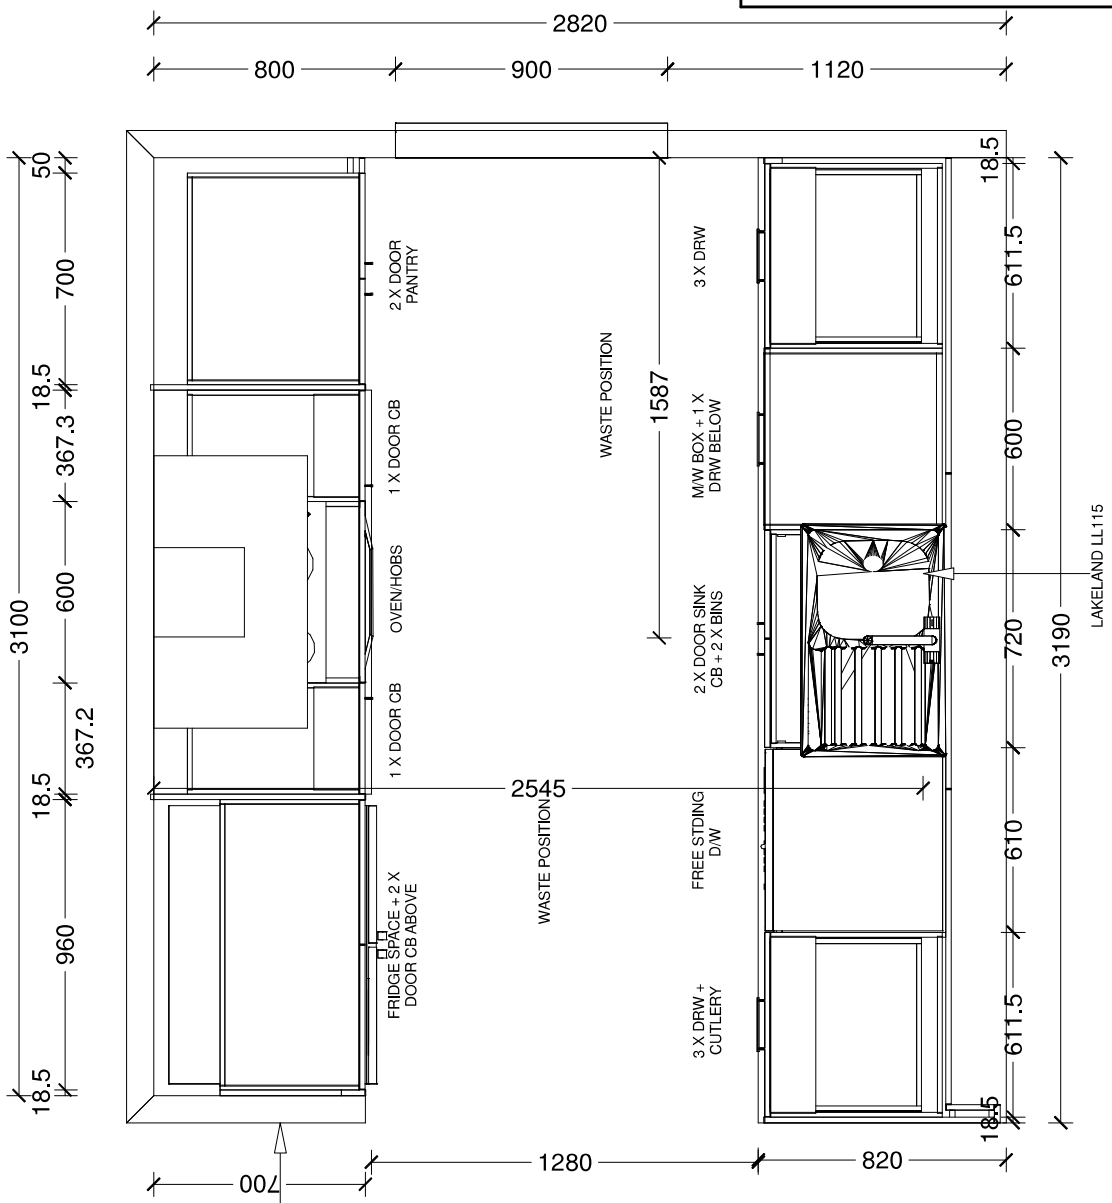 2820
800
900
1120
50
700
18.5
367.3
600
3100
367.2
18.5
960
18.5
2 X DOOR
PANTRY
1 X DOOR CB
OVEN/HOBS
1 X DOOR CB
FRIDGE SPACE + 2 X
DOOR CB ABOVE
WASTE POSITION
1587
2545
WASTE POSITION
3 X DRW
M/W BOX + 1 X
DRW BELOW
2 X DOOR SINK
CB + 2 X BINS
FREE STDING
D/W
3 X DRW +
CUTLERY
18.5
611.5
600
720
3190
610
611.5
18.5
LAKELAND LL115
700
1280
820